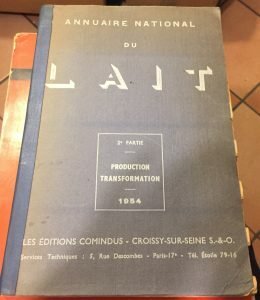 ANNUAIRE NATIONAL
DU
LAIT
2e PARTIE
PRODUCTION
TRANSFORMATION
1954
LES ÉDITIONS COMINDUS - CROISSY-SUR-SEINE S.-&-O.
Services Techniques : 5, Rue Descombes - Paris-17e - Tél. Étoile 79-16